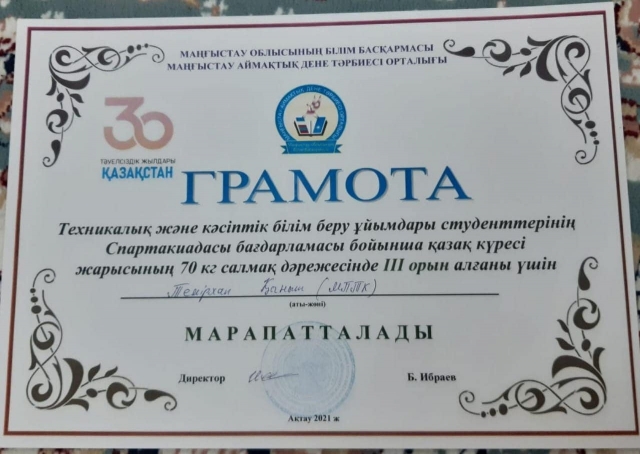 МАҢҒЫСТАУ ОБЛЫСЫНЫҢ БІЛІМ БАСҚАРМАСЫ
МАҢҒЫСТАУ АЙМАҚТЫҚ ДЕНЕ ТӘРБИЕСІ ОРТАЛЫҒЫ
30
ТӘУЕЛСІЗДІК ЖЫЛДАРЫ
ҚАЗАҚСТАН
ГРАМОТА
Техникалық және кәсіптік білім беру ұйымдары студенттерінің
Спартакиадасы бағдарламасы бойынша қазақ күресі
жарысының 70 кг салмақ дәрежесінде III орын алғаны үшін
(МПТК)
(аты-жөні)
МАРАПАТТАЛАДЫ
Директор Б. Ибраев
Ақтау 2021 ж